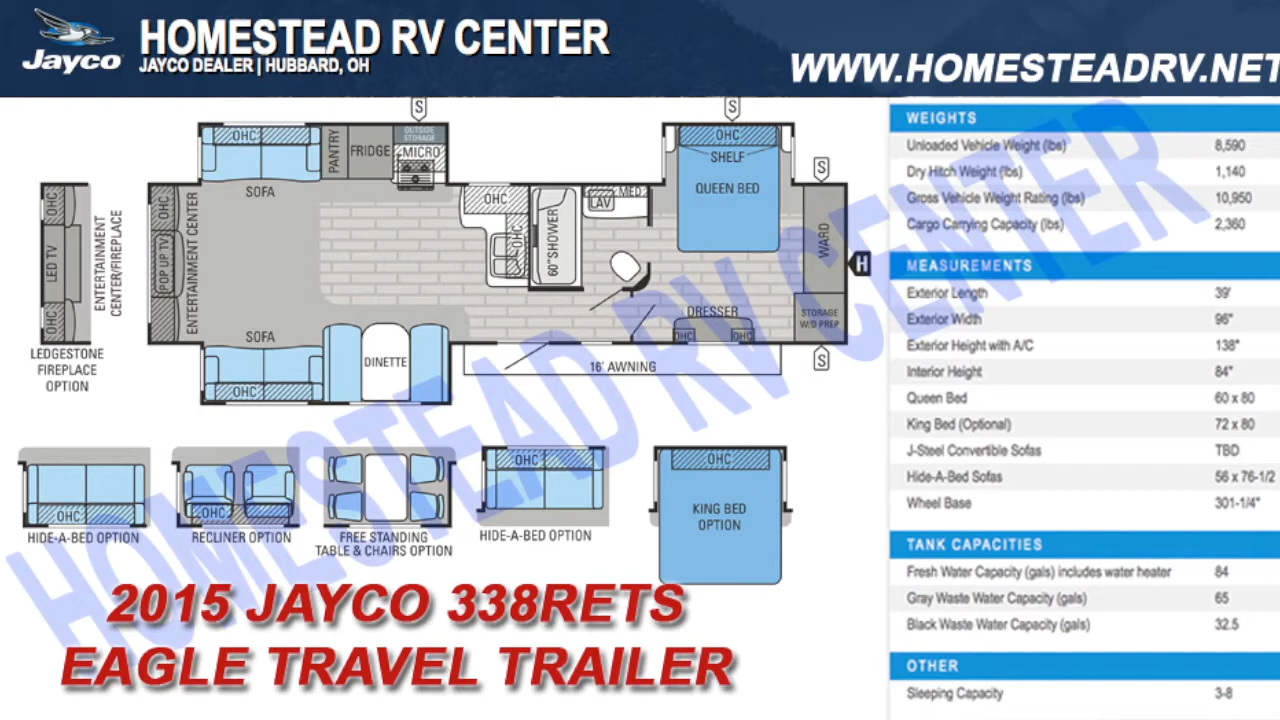 Jayco
HOMESTEAD RV CENTER
JAYCO DEALER | HUBBARD, OH
WWW.HOMESTEADRV.NET
S
S
OHC
PANTRY
FRIDGE
OUTSIDE STORAGE
MICRO
SOFA
OHC
LED TV
OHC
ENTERTAINMENT CENTER/FIREPLACE
LEDGESTONE
FIREPLACE
OPTION
OHC
POP UP TV
ENTERTAINMENT CENTER
OHC
OHC
60" SHOWER
MED
LAV
OHC
SHELF
QUEEN BED
S
WARD
H
STORAGE
W/D PREP
S
DRESSER
OHC
OHC
SOFA
OHC
DINETTE
16' AWNING
OHC
HIDE-A-BED OPTION
OHC
RECLINER OPTION
FREE STANDING
TABLE & CHAIRS OPTION
OHC
HIDE-A-BED OPTION
OHC
KING BED
OPTION
HOMESTEAD RV CENTER
2015 JAYCO 338RETS
EAGLE TRAVEL TRAILER
WEIGHTS
Unloaded Vehicle Weight (lbs) 8,590
Dry Hitch Weight (lbs) 1,140
Gross Vehicle Weight Rating (lbs) 10,950
Cargo Carrying Capacity (lbs) 2,360
MEASUREMENTS
Exterior Length 39'
Exterior Width 96"
Exterior Height with A/C 138"
Interior Height 84"
Queen Bed 60 x 80
King Bed (Optional) 72 x 80
J-Steel Convertible Sofas TBD
Hide-A-Bed Sofas 56 x 76-1/2
Wheel Base 301-1/4"
TANK CAPACITIES
Fresh Water Capacity (gals) includes water heater 84
Gray Waste Water Capacity (gals) 65
Black Waste Water Capacity (gals) 32.5
OTHER
Sleeping Capacity 3-8